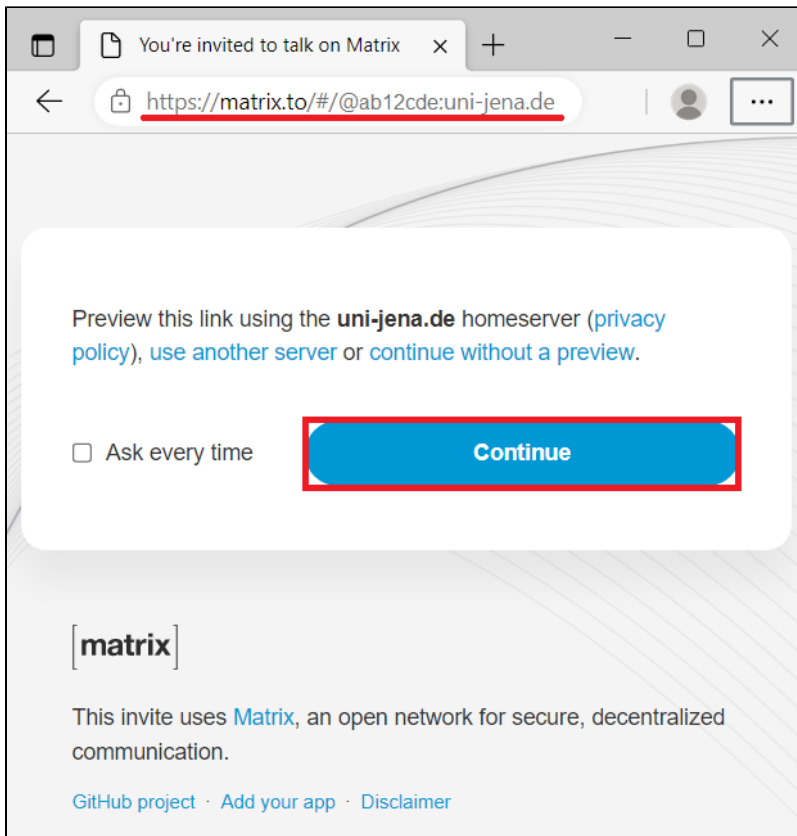 You're invited to talk on Matrix
https://matrix.to/#/@ab12cde:uni-jena.de
Preview this link using the uni-jena.de homeserver (privacy
policy), use another server or continue without a preview.
Ask every time
Continue
[matrix]
This invite uses Matrix, an open network for secure, decentralized
communication.
GitHub project · Add your app · Disclaimer